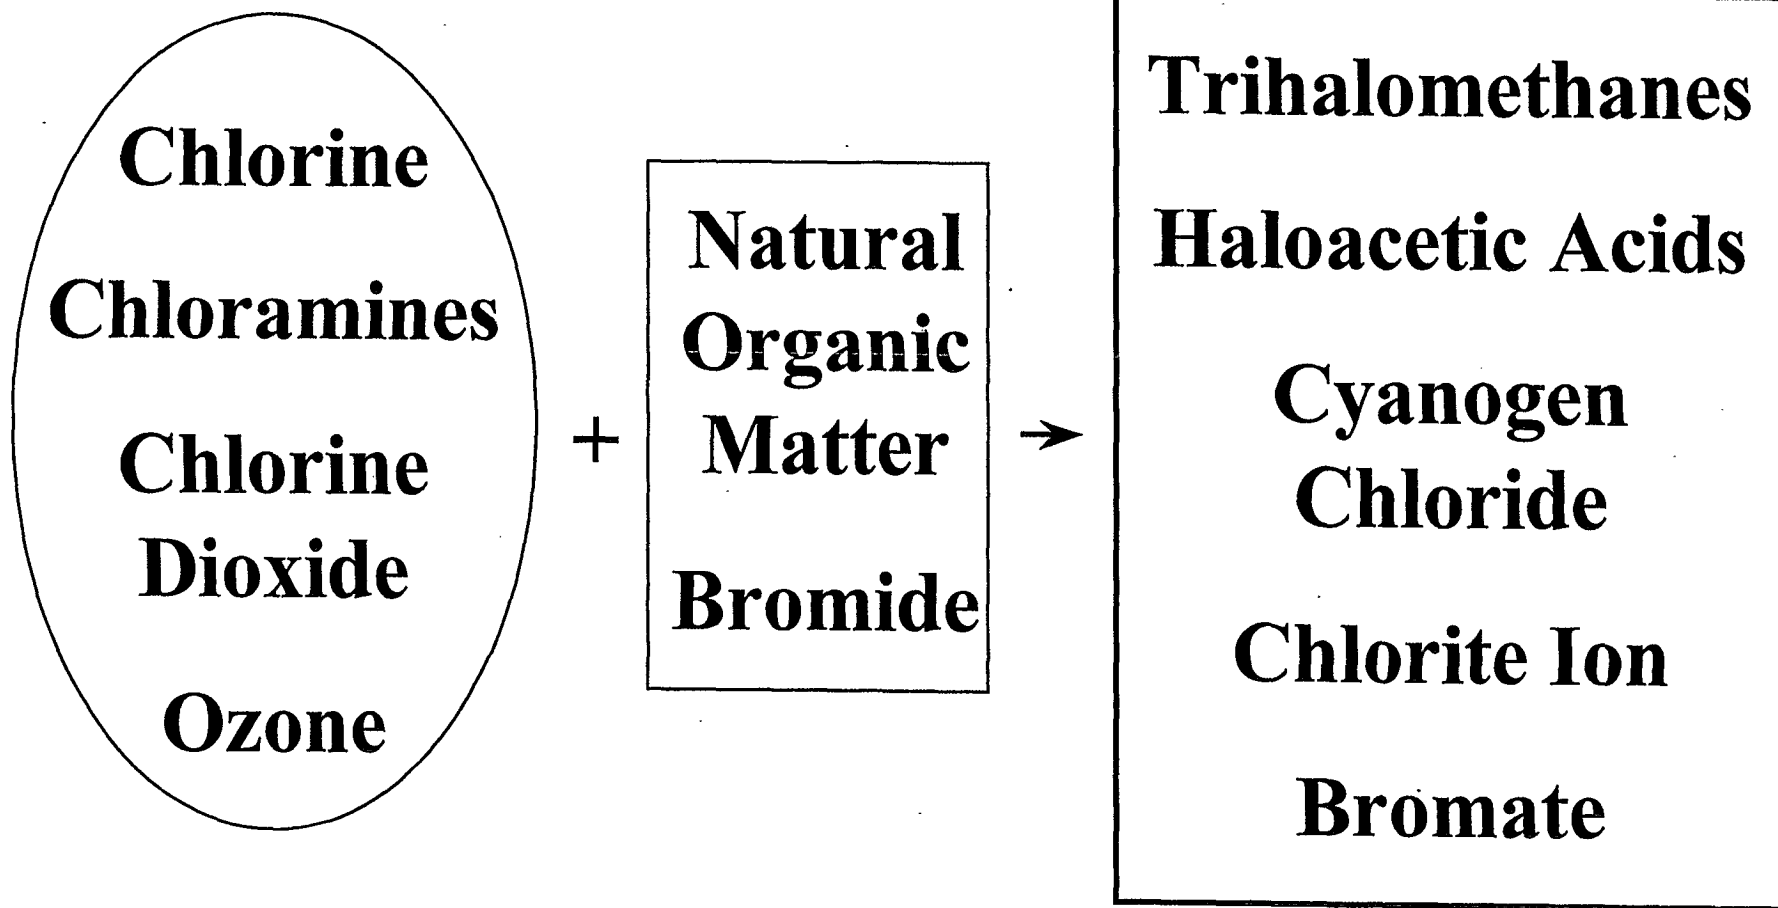 Chlorine
Chloramines
Chlorine
Dioxide
Ozone
+
Natural
Organic
Matter
Bromide
Trihalomethanes
Haloacetic Acids
Cyanogen
Chloride
Chlorite Ion
Bromate